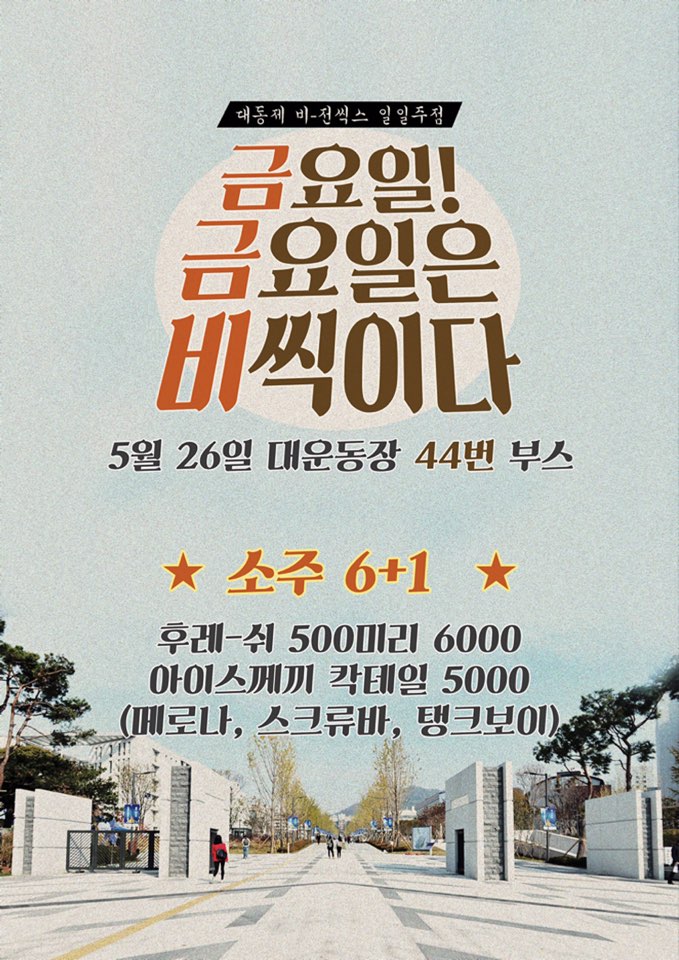 대동제 비-전씩스 일일주점
금요일!
금요일은
비씩이다
5월 26일 대운동장 44번 부스
★ 소주 6+1 ★
후레-쉬 500미리 6000
아이스께끼 칵테일 5000
(메로나, 스크류바, 탱크보이)